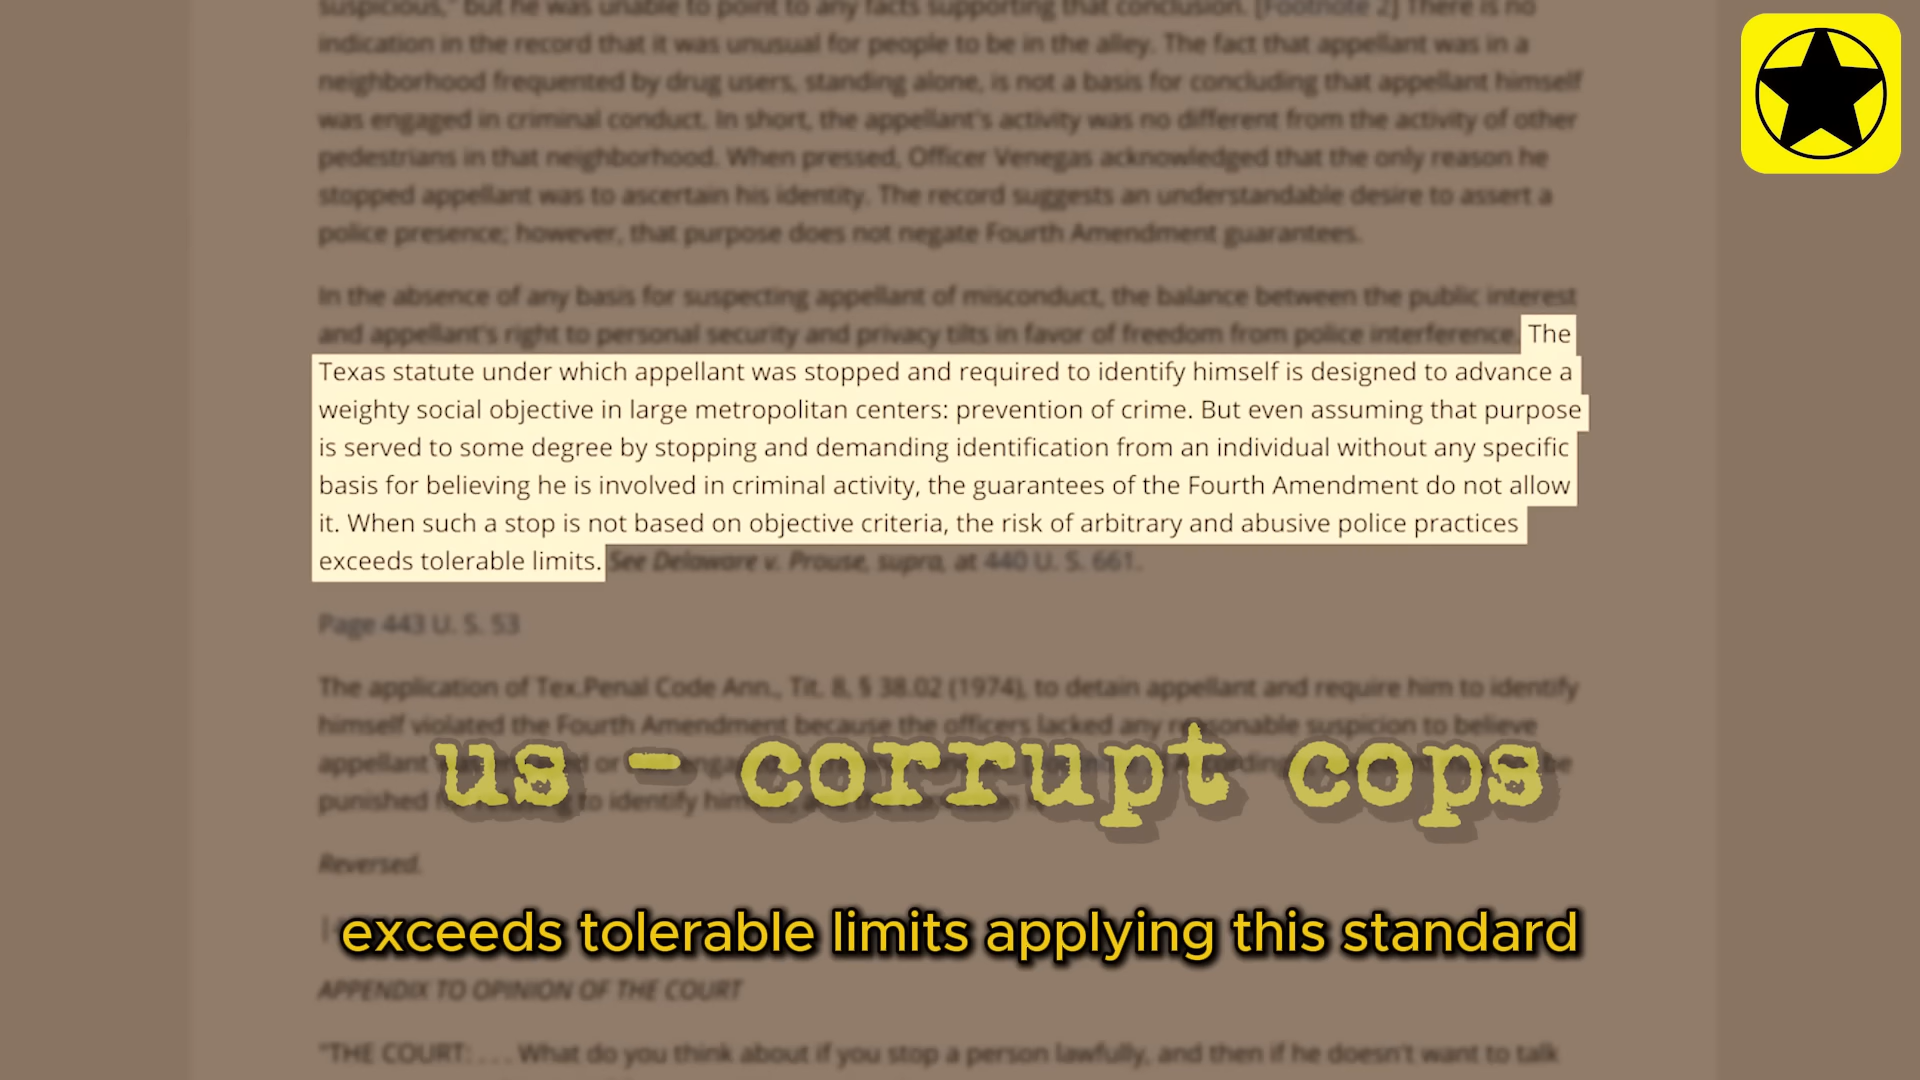 suspicious," but he was unable to point to any facts supporting that conclusion. [Footnote 2] There is no
indication in the record that it was unusual for people to be in the alley. The fact that appellant was in a
neighborhood frequented by drug users, standing alone, is not a basis for concluding that appellant himself
was engaged in criminal conduct. In short, the appellant's activity was no different from the activity of other
pedestrians in that neighborhood. When pressed, Officer Venegas acknowledged that the only reason he
stopped appellant was to ascertain his identity. The record suggests an understandable desire to assert a
police presence; however, that purpose does not negate Fourth Amendment guarantees.
In the absence of any basis for suspecting appellant of misconduct, the balance between the public interest
and appellant's right to personal security and privacy tilts in favor of freedom from police interference. The
Texas statute under which appellant was stopped and required to identify himself is designed to advance a
weighty social objective in large metropolitan centers: prevention of crime. But even assuming that purpose
is served to some degree by stopping and demanding identification from an individual without any specific
basis for believing he is involved in criminal activity, the guarantees of the Fourth Amendment do not allow
it. When such a stop is not based on objective criteria, the risk of arbitrary and abusive police practices
exceeds tolerable limits. See Delaware v. Prouse, supra, at 440 U. S. 661.
Page 443 U. S. 53
The application of Tex.Penal Code Ann., Tit. 8, § 38.02 (1974), to detain appellant and require him to identify
himself violated the Fourth Amendment because the officers lacked any reasonable suspicion to believe
appellant
punished to identify
us - corrupt cops
Reversed.
exceeds tolerable limits applying this standard
APPENDIX TO OPINION OF THE COURT
"THE COURT: . . . What do you think about if you stop a person lawfully, and then if he doesn't want to talk